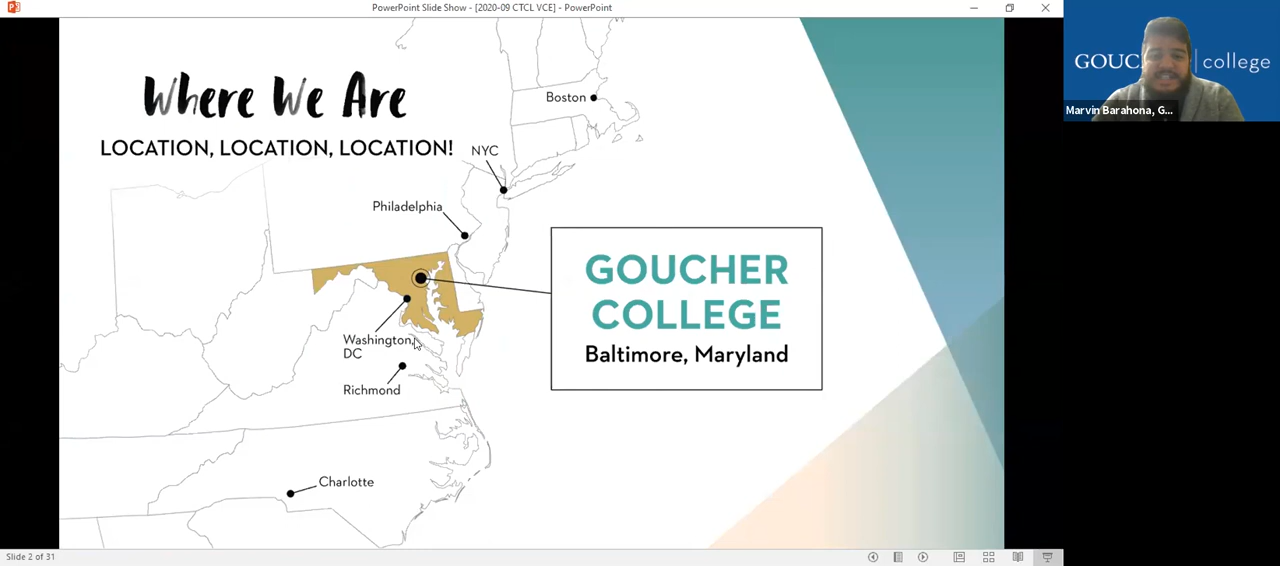 PowerPoint Slide Show - [2020-09 CTCL VCE] - PowerPoint
Where We Are
LOCATION, LOCATION, LOCATION!
Boston
NYC
Philadelphia
GOUCHER
COLLEGE
Baltimore, Maryland
Washington,
DC
Richmond
Charlotte
GOUC
college
Marvin Barahona, G...
Slide 2 of 31